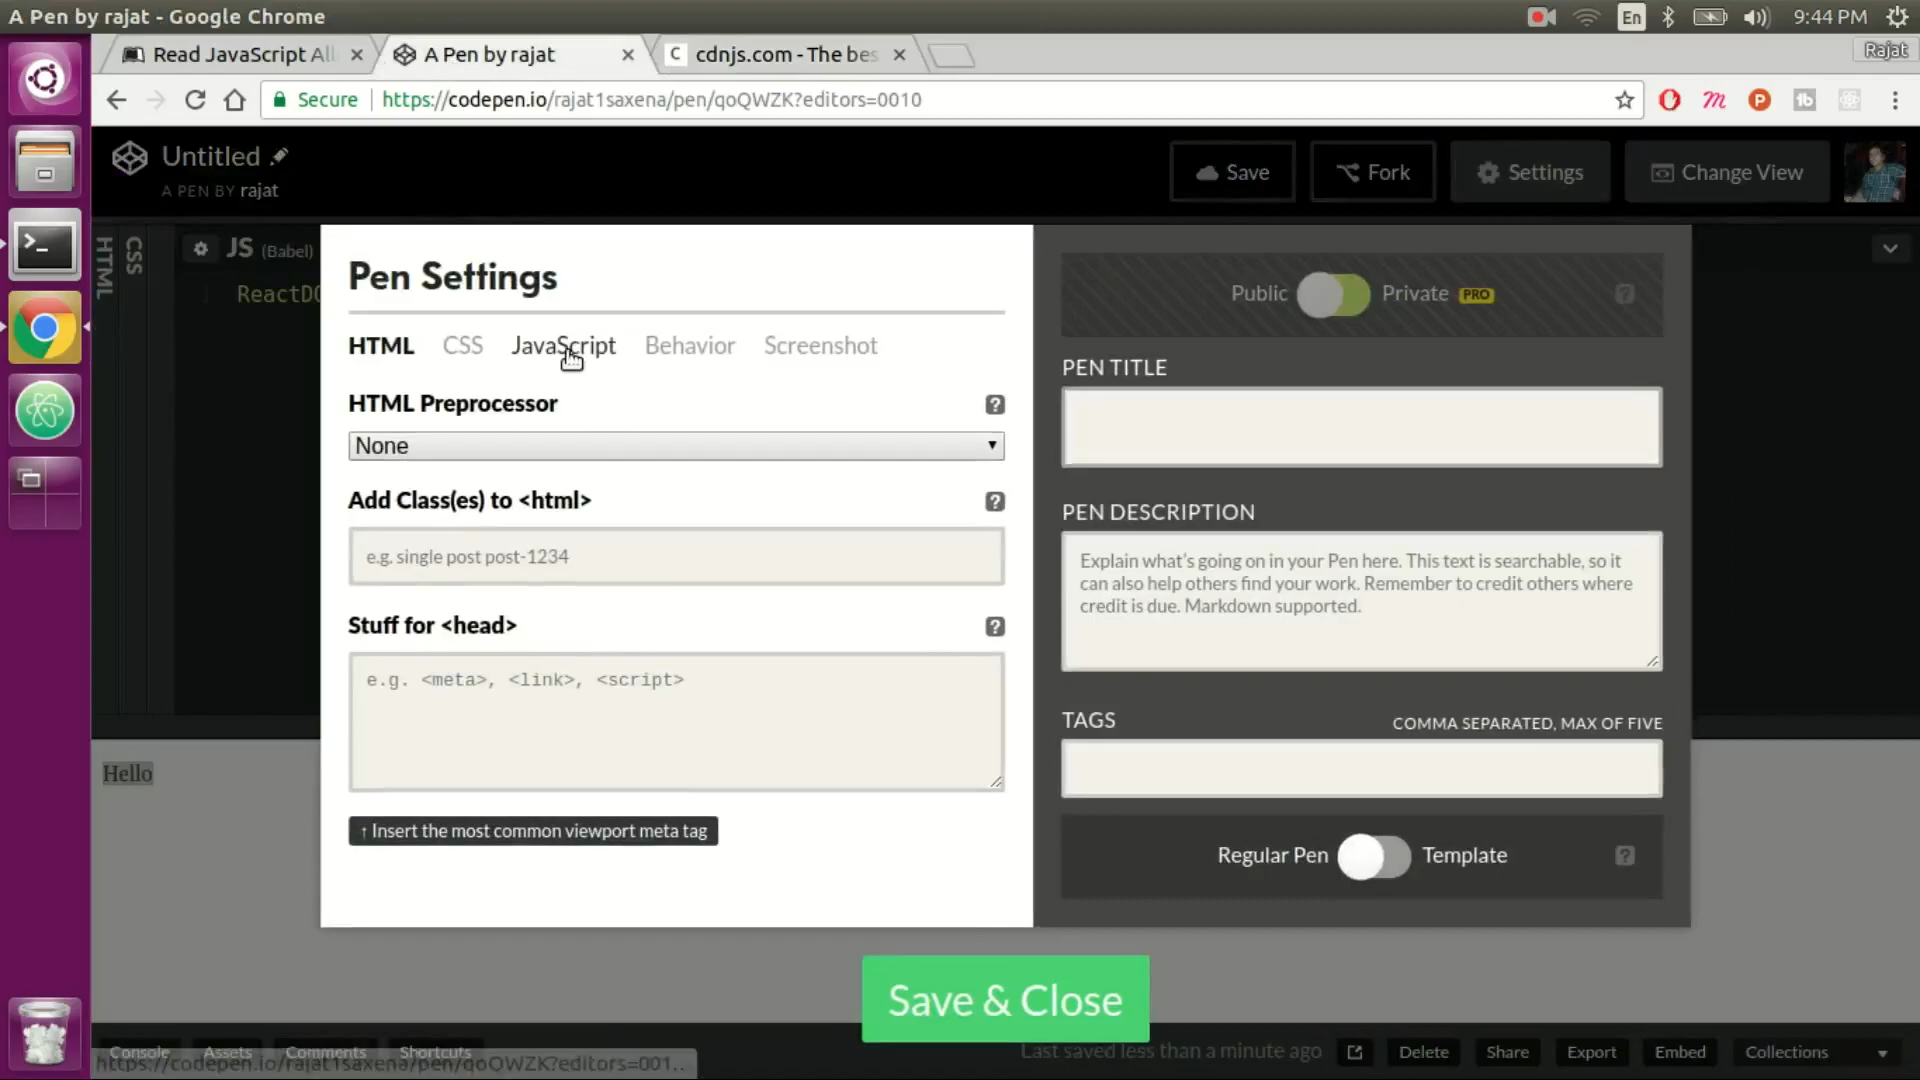 A Pen by rajat - Google Chrome
En
9:44 PM
Read JavaScript All
A Pen by rajat
cdnjs.com - The bes
Rajat
Secure
https://codepen.io/rajat1saxena/pen/qoQWZK?editors=0010
Untitled
A PEN BY rajat
Save
Fork
Settings
Change View
HTML
CSS
JS (Babel)
1
ReactDO
Pen Settings
HTML CSS JavaScript Behavior Screenshot
HTML Preprocessor
None
Add Class(es) to <html>
e.g. single post post-1234
Stuff for <head>
e.g. <meta>, <link>, <script>
↑ Insert the most common viewport meta tag
Public
Private PRO
PEN TITLE
PEN DESCRIPTION
Explain what's going on in your Pen here. This text is searchable, so it
can also help others find your work. Remember to credit others where
credit is due. Markdown supported.
TAGS
COMMA SEPARATED, MAX OF FIVE
Regular Pen
Template
Hello
Save & Close
Console
Assets
Comments
Shortcuts
https://codepen.io/rajat1saxena/pen/qoQWZK?editors=001..
Last saved less than a minute ago
Delete
Share
Export
Embed
Collections